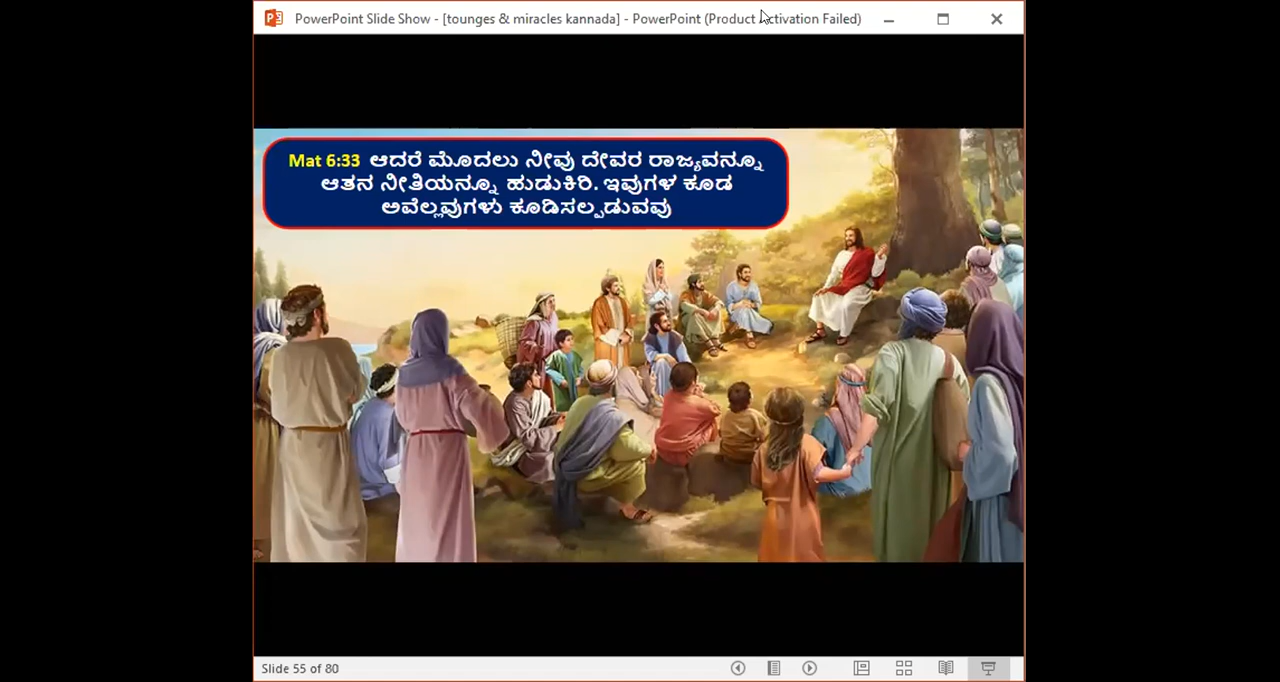 PowerPoint Slide Show - [tounges & miracles kannada] - PowerPoint (Product Activation Failed)
Mat 6:33 ಆದರೆ ಮೊದಲು ನೀವು ದೇವರ ರಾಜ್ಯವನ್ನೂ
ಆತನ ನೀತಿಯನ್ನೂ ಹುಡುಕಿರಿ. ಇವುಗಳ ಕೂಡ
ಅವೆಲ್ಲವುಗಳು ಕೂಡಿಸಲ್ಪಡುವವು
Slide 55 of 80